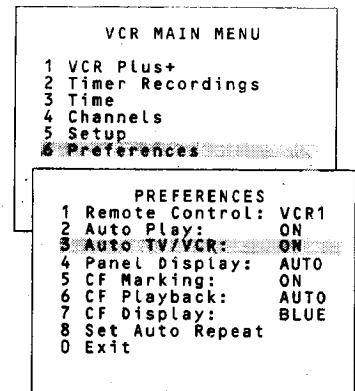 VCR MAIN MENU
1 VCR Plus+
2 Timer Recordings
3 Time
4 Channels
5 Setup
6 Preferences
PREFERENCES
1 Remote Control: VCR1
2 Auto Play: ON
3 Auto TV/VCR: ON
4 Panel Display: AUTO
5 CF Marking: ON
6 CF Playback: AUTO
7 CF Display: BLUE
8 Set Auto Repeat
0 Exit